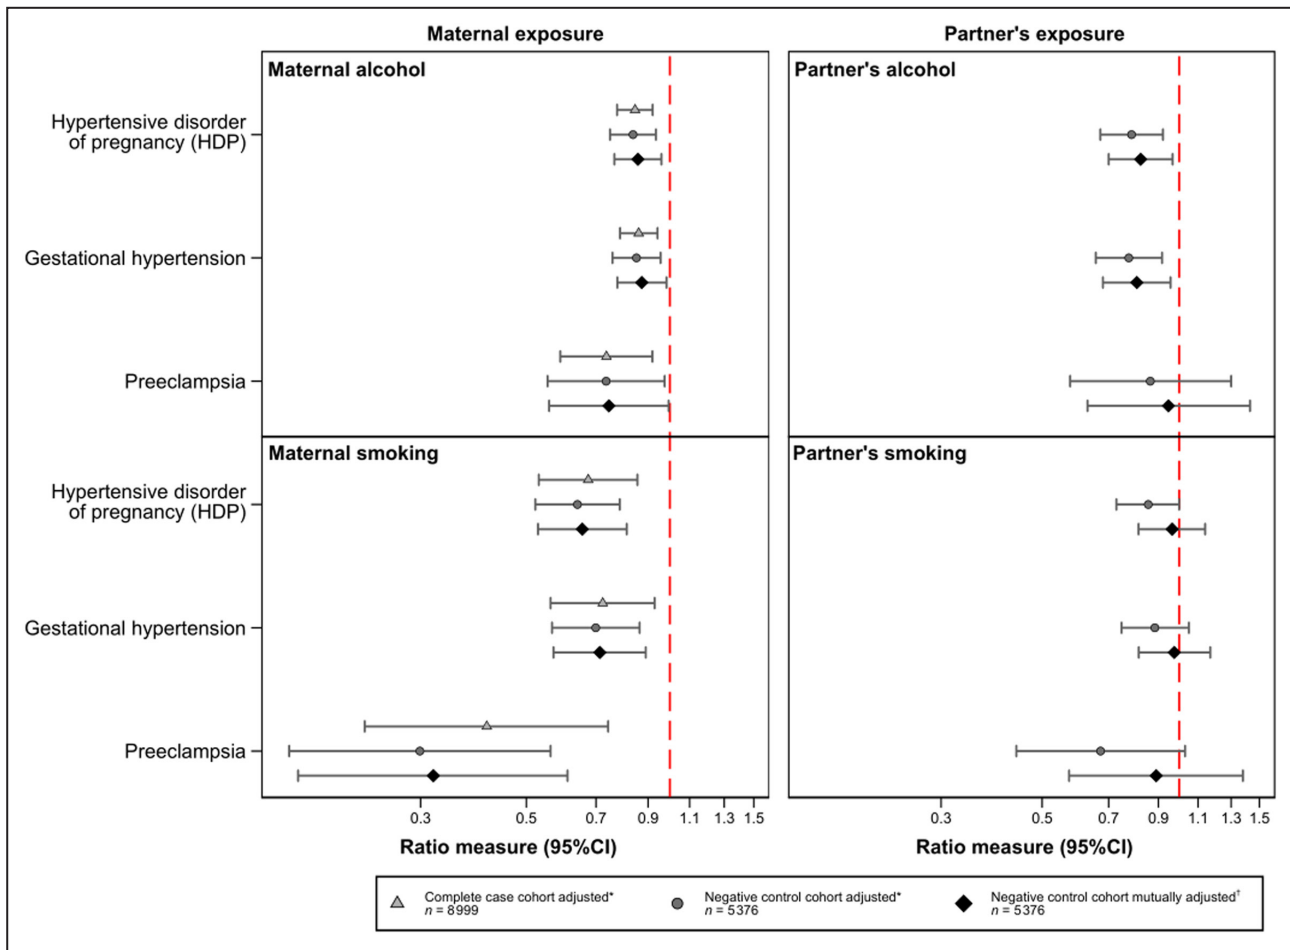 Maternal exposure
Partner's exposure
Maternal alcohol
Partner's alcohol
Hypertensive disorder
of pregnancy (HDP)
Gestational hypertension
Preeclampsia
Maternal smoking
Partner's smoking
Hypertensive disorder
of pregnancy (HDP)
Gestational hypertension
Preeclampsia
0.3 0.5 0.7 0.9 1.1 1.3 1.5
0.3 0.5 0.7 0.9 1.1 1.3 1.5
Ratio measure (95%CI)
Ratio measure (95%CI)
Complete case cohort adjusted*
n = 8999
Negative control cohort adjusted*
n = 5376
Negative control cohort mutually adjusted†
n = 5376